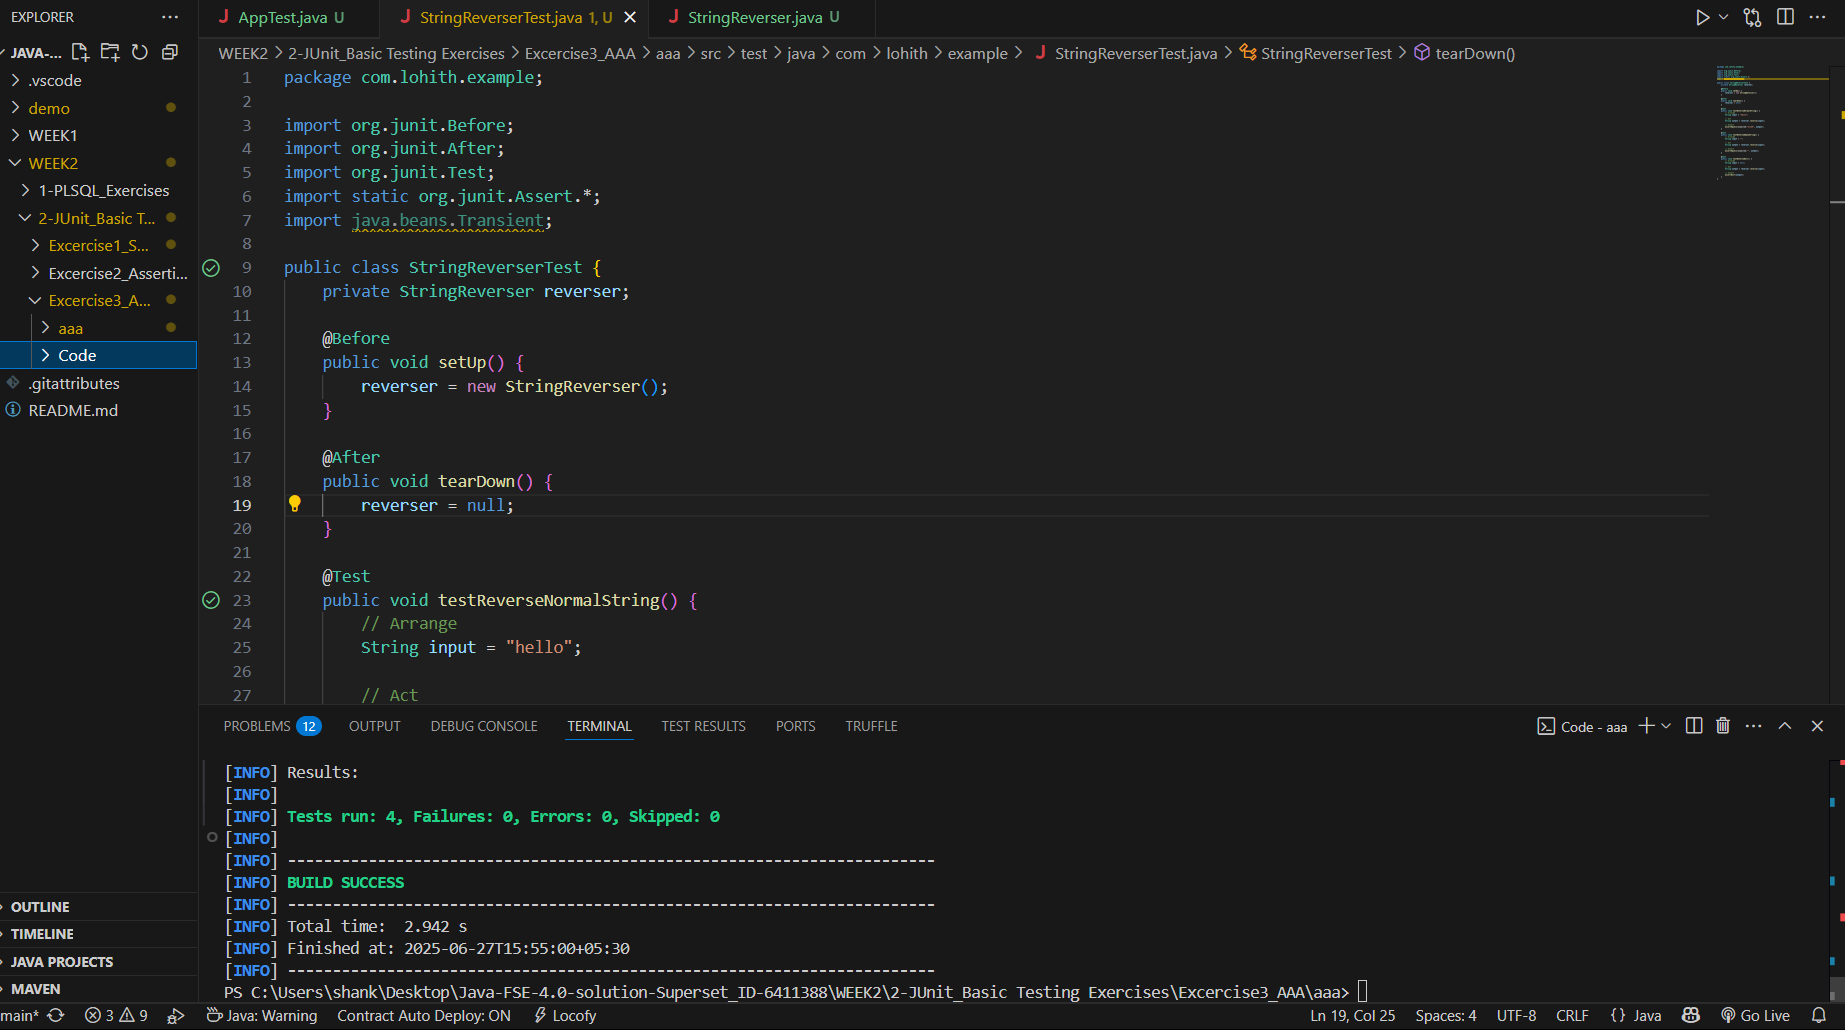 EXPLORER
AppTest.java U
StringReverserTest.java 1, U
StringReverser.java U
JAVA-...
.vscode
demo
WEEK1
WEEK2
1-PLSQL_Exercises
2-JUnit_Basic T...
Excercise1_S...
Excercise2_Asserti...
Excercise3_A...
aaa
Code
.gitattributes
README.md
OUTLINE
TIMELINE
JAVA PROJECTS
MAVEN
WEEK2 > 2-JUnit_Basic Testing Exercises > Excercise3_AAA > aaa > src > test > java > com > lohith > example > StringReverserTest.java > StringReverserTest > tearDown()
1 package com.lohith.example;
2
3 import org.junit.Before;
4 import org.junit.After;
5 import org.junit.Test;
6 import static org.junit.Assert.*;
7 import java.beans.Transient;
8
9 public class StringReverserTest {
10 private StringReverser reverser;
11
12 @Before
13 public void setUp() {
14 reverser = new StringReverser();
15 }
16
17 @After
18 public void tearDown() {
19 reverser = null;
20 }
21
22 @Test
23 public void testReverseNormalString() {
24 // Arrange
25 String input = "hello";
26
27 // Act
PROBLEMS 12 OUTPUT DEBUG CONSOLE TERMINAL TEST RESULTS PORTS TRUFFLE
Code - aaa
[INFO] Results:
[INFO]
[INFO] Tests run: 4, Failures: 0, Errors: 0, Skipped: 0
[INFO]
[INFO] ------------------------------------------------------------------------
[INFO] BUILD SUCCESS
[INFO] ------------------------------------------------------------------------
[INFO] Total time:  2.942 s
[INFO] Finished at: 2025-06-27T15:55:00+05:30
[INFO] ------------------------------------------------------------------------
PS C:\Users\shank\Desktop\Java-FSE-4.0-solution-Superset_ID-6411388\WEEK2\2-JUnit_Basic Testing Exercises\Excercise3_AAA\aaa>
main* 3 9 Java: Warning Contract Auto Deploy: ON Locofy Ln 19, Col 25 Spaces: 4 UTF-8 CRLF {} Java Go Live